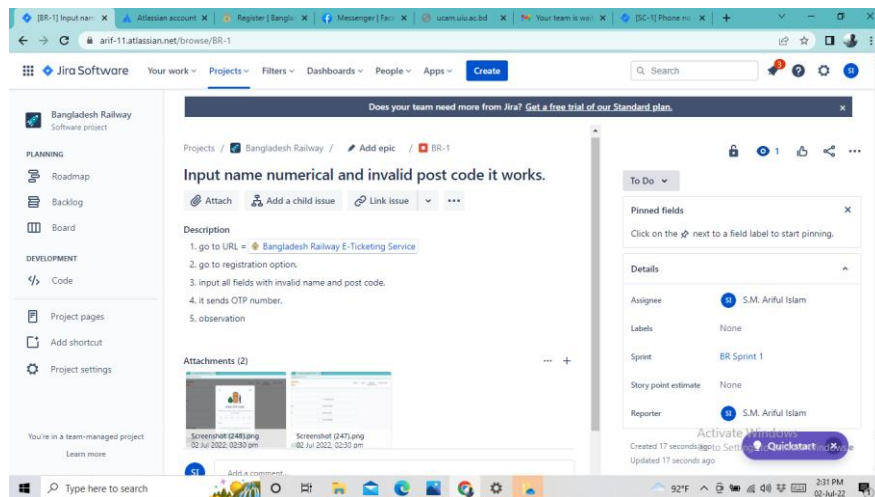 [BR-1] Input nam
Atlassian account
Register | Bangla
Messenger | Fac
ucam.uiu.ac.bd
Your team is wai
[SC-1] Phone no
arif-11.atlassian.net/browse/BR-1
Jira Software Your work Projects Filters Dashboards People Apps Create Search
Does your team need more from Jira? Get a free trial of our Standard plan.
Bangladesh Railway
Software project
PLANNING
Roadmap
Backlog
Board
DEVELOPMENT
Code
Project pages
Add shortcut
Project settings
You're in a team-managed project
Learn more
Projects / Bangladesh Railway / Add epic / BR-1
Input name numerical and invalid post code it works.
Attach Add a child issue Link issue
Description
1. go to URL = Bangladesh Railway E-Ticketing Service
2. go to registration option.
3. input all fields with invalid name and post code.
4. it sends OTP number.
5. observation
Attachments (2)
Screenshot (248).png
02 Jul 2022, 02:30 pm
Screenshot (247).png
02 Jul 2022, 02:30 pm
SI Add a comment...
1
To Do
Pinned fields
Click on the next to a field label to start pinning.
Details
Assignee SI S.M. Ariful Islam
Labels None
Sprint BR Sprint 1
Story point estimate None
Reporter SI S.M. Ariful Islam
Activate Windows
Created 17 seconds ago
Quickstart
Updated 17 seconds ago
Type here to search
92°F
2:31 PM
02-Jul-22